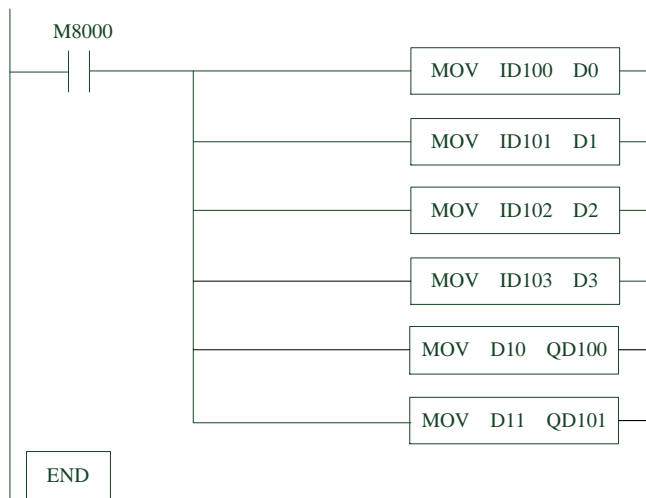 M8000
MOV ID100 D0
MOV ID101 D1
MOV ID102 D2
MOV ID103 D3
MOV D10 QD100
MOV D11 QD101
END